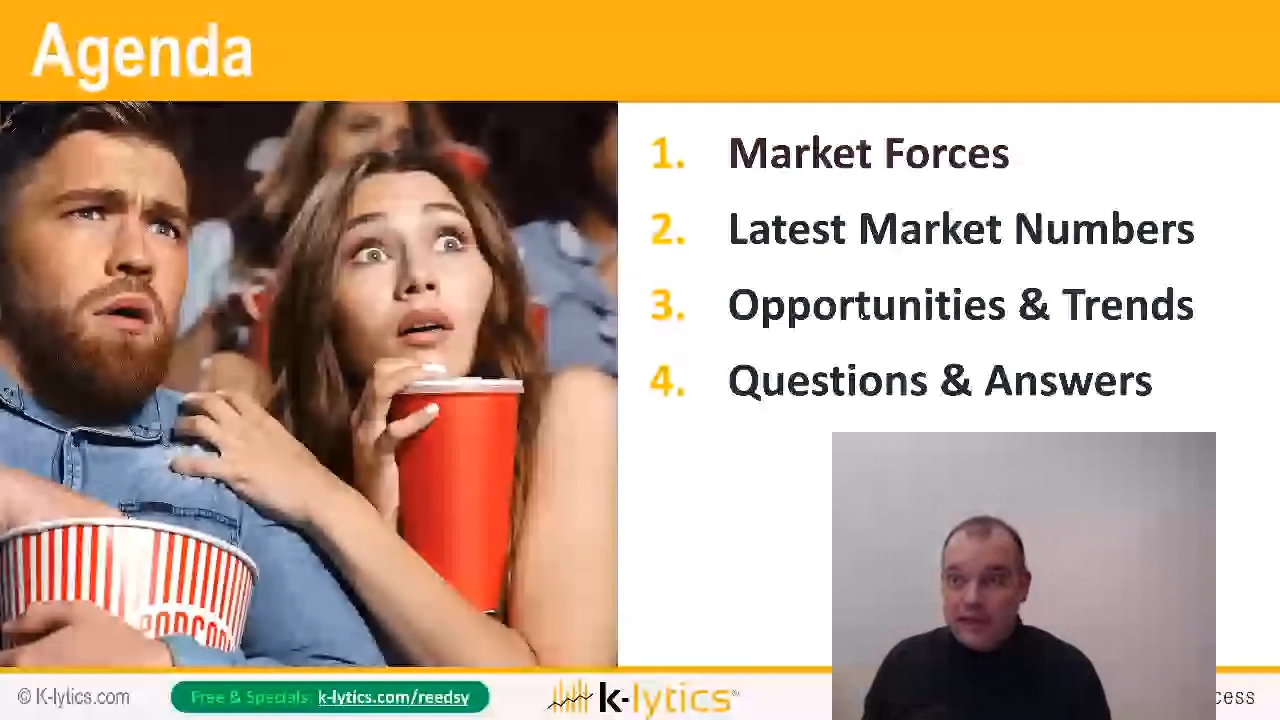 Agenda
1. Market Forces
2. Latest Market Numbers
3. Opportunities & Trends
4. Questions & Answers
POPCOR
© K-lytics.com
Free & Specials: k-lytics.com/reedsy
k-lytics®
cess